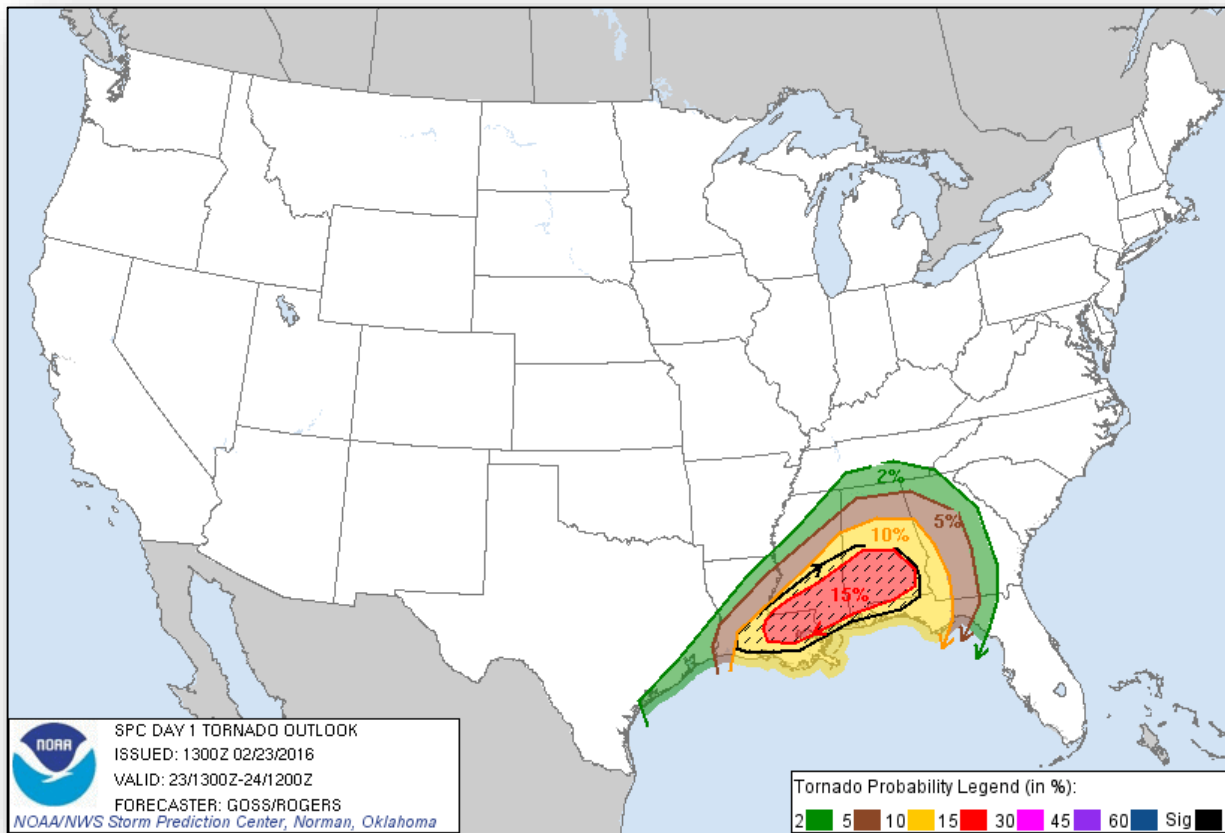 2%
5%
10%
15%
NOAA
SPC DAY 1 TORNADO OUTLOOK
ISSUED: 1300Z 02/23/2016
VALID: 23/1300Z-24/1200Z
FORECASTER: GOSS/ROGERS
NOAA/NWS Storm Prediction Center, Norman, Oklahoma
Tornado Probability Legend (in %):
2 5 10 15 30 45 60 Sig